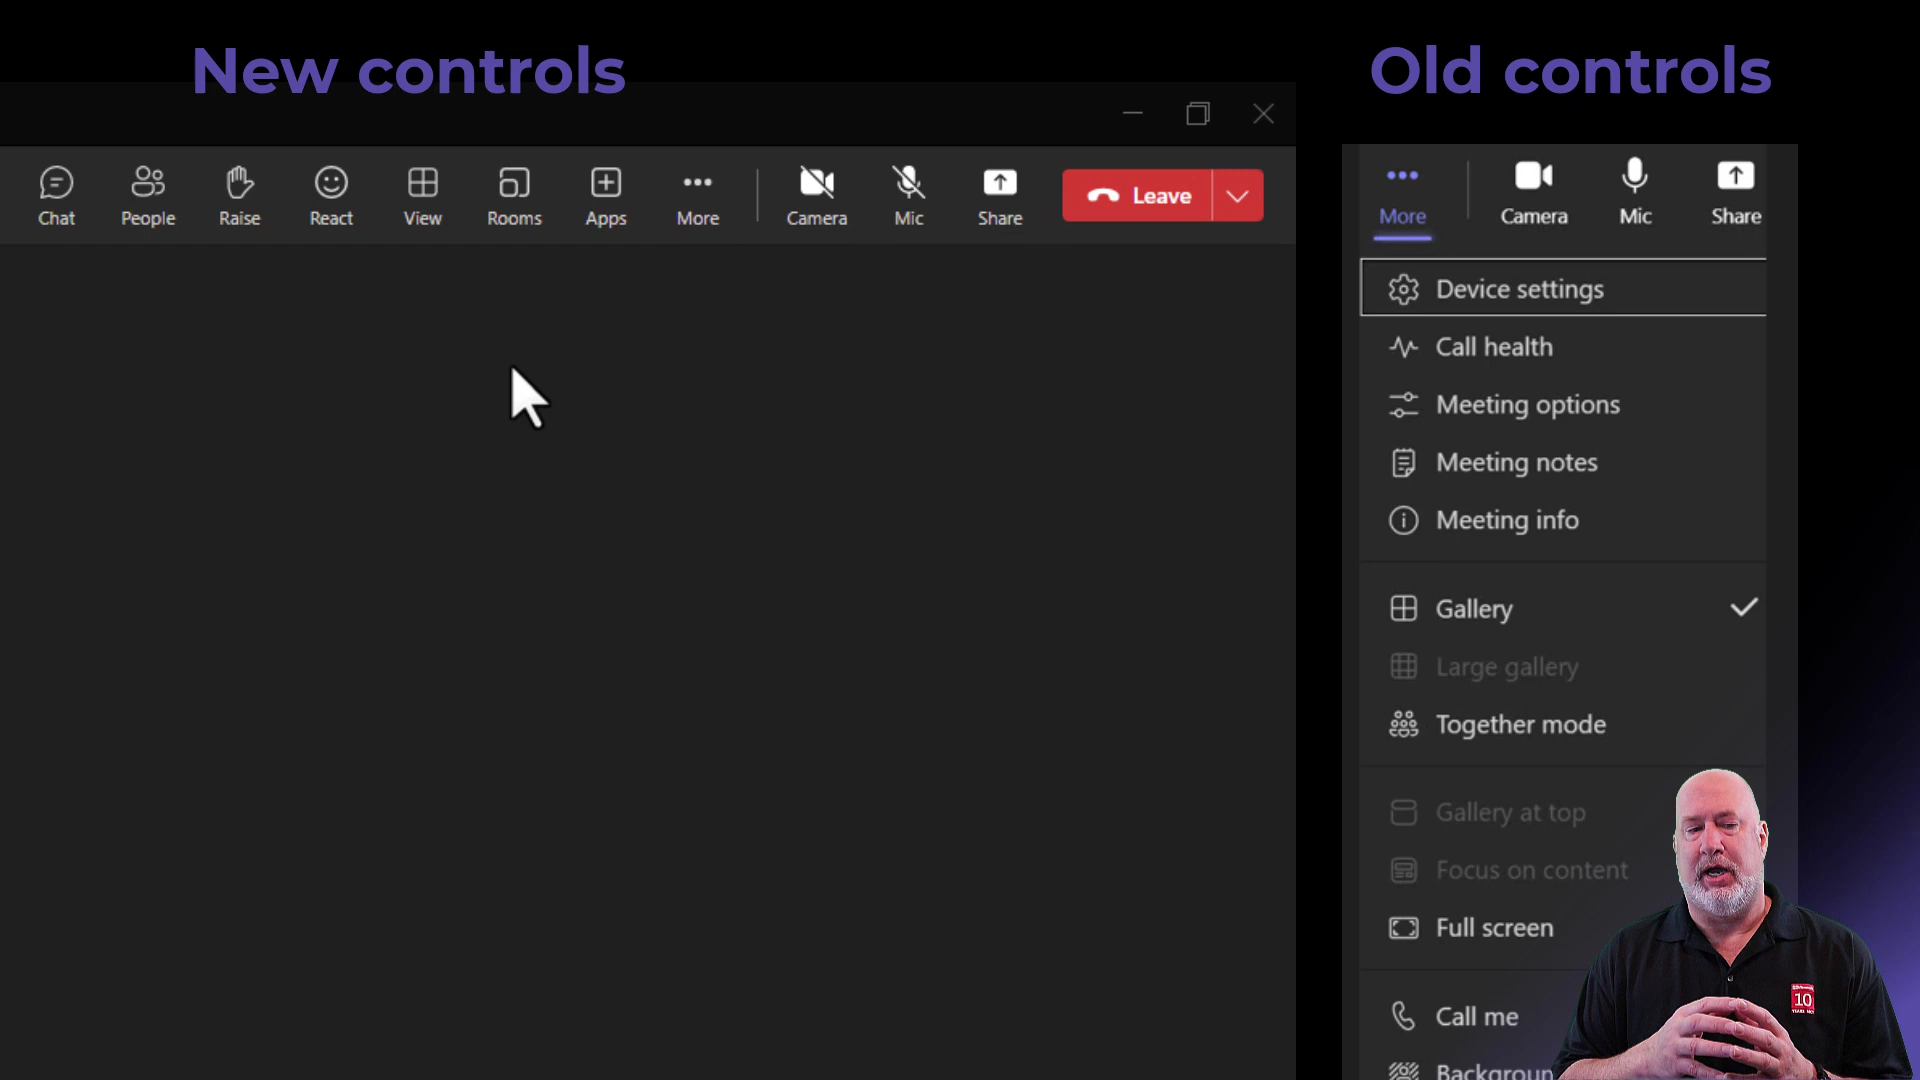 New controls
Old controls
Chat People Raise React View Rooms Apps More Camera Mic Share Leave
More Camera Mic Share
Device settings
Call health
Meeting options
Meeting notes
Meeting info
Gallery
Large gallery
Together mode
Gallery at top
Focus on content
Full screen
Call me
10